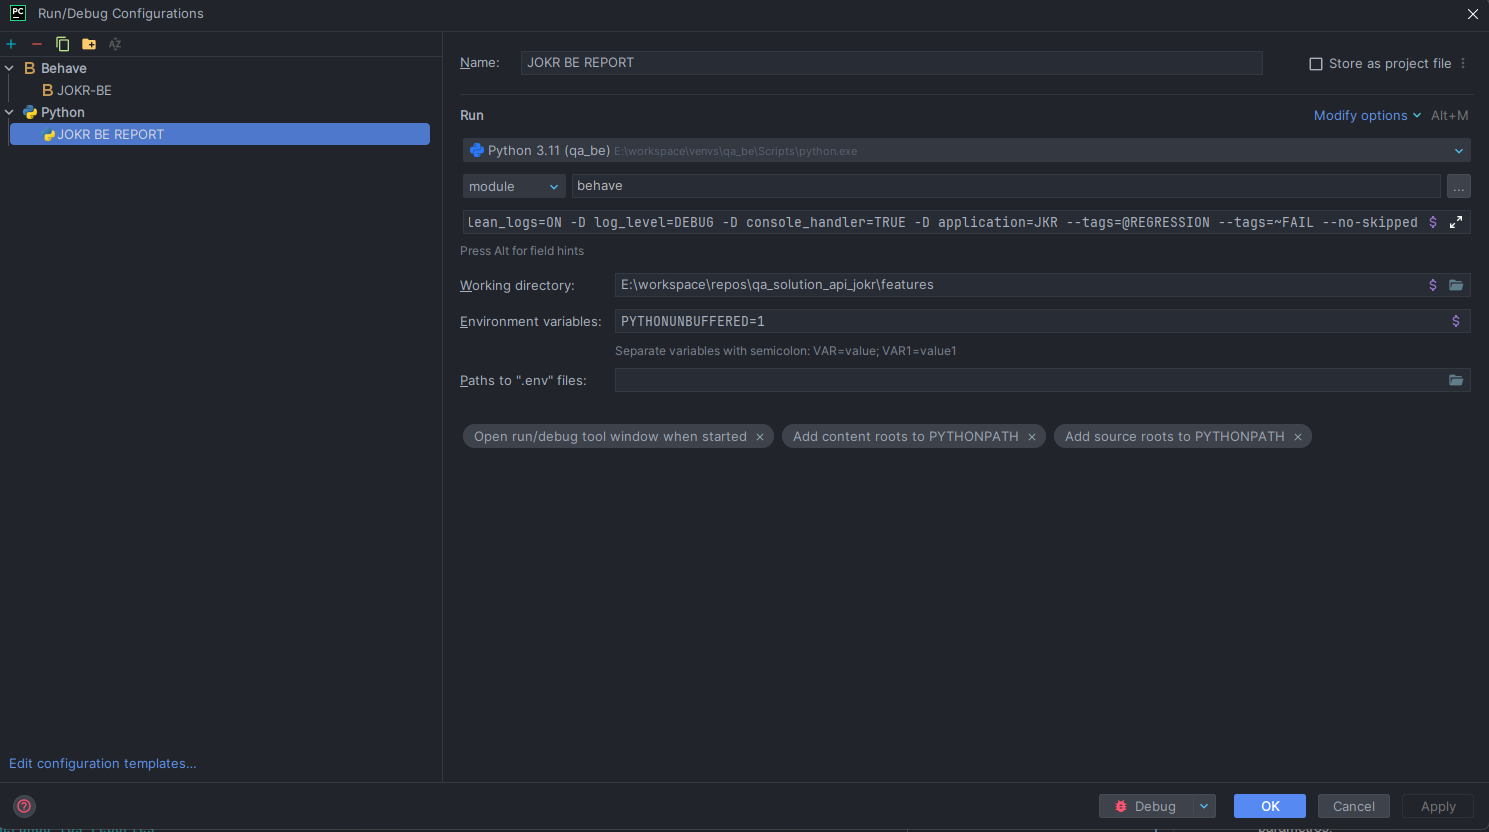 PC Run/Debug Configurations
Behave
B JOKR-BE
Python
JOKR BE REPORT
Edit configuration templates...
Name: JOKR BE REPORT
Store as project file
Run
Modify options Alt+M
Python 3.11 (qa_be) E:\workspace\venvs\qa_be\Scripts\python.exe
module behave ...
lean_logs=ON -D log_level=DEBUG -D console_handler=TRUE -D application=JKR --tags=@REGRESSION --tags=~FAIL --no-skipped $
Press Alt for field hints
Working directory: E:\workspace\repos\qa_solution_api_jokr\features $
Environment variables: PYTHONUNBUFFERED=1 $
Separate variables with semicolon: VAR=value; VAR1=value1
Paths to ".env" files:
Open run/debug tool window when started × Add content roots to PYTHONPATH × Add source roots to PYTHONPATH ×
? Debug OK Cancel Apply